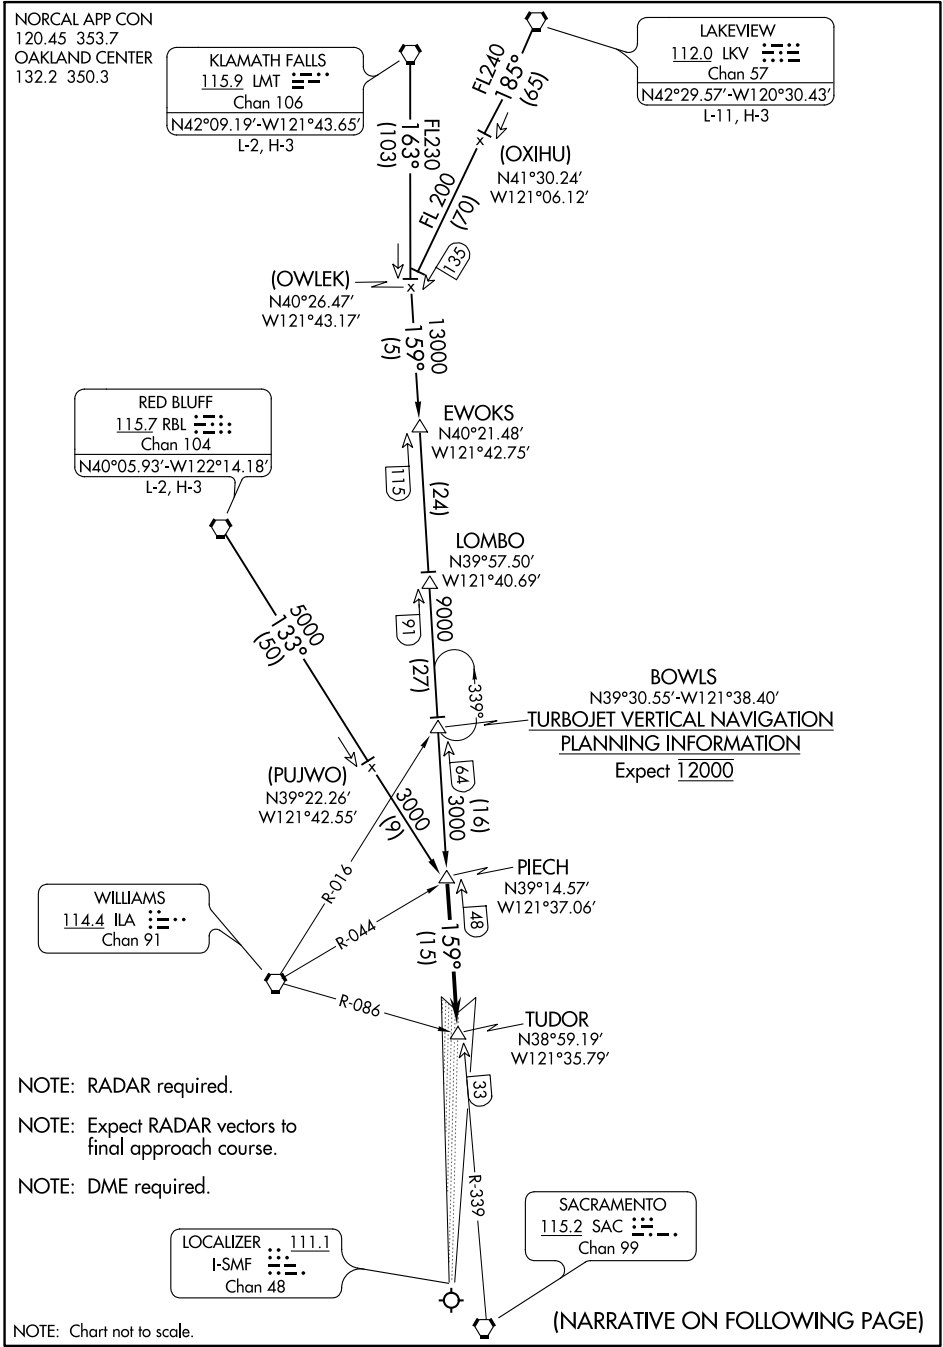 NORCAL APP CON
120.45 353.7
OAKLAND CENTER
132.2 350.3
KLAMATH FALLS
115.9 LMT
Chan 106
N42°09.19'-W121°43.65'
L-2, H-3
LAKEVIEW
112.0 LKV
Chan 57
N42°29.57'-W120°30.43'
L-11, H-3
FL240
185°
(65)
FL230
163°
(103)
(OXIHU)
N41°30.24'
W121°06.12'
FL 200
(70)
135
(OWLEK)
N40°26.47'
W121°43.17'
13000
159°
(5)
RED BLUFF
115.7 RBL
Chan 104
N40°05.93'-W122°14.18'
L-2, H-3
EWOKS
N40°21.48'
W121°42.75'
115
(24)
LOMBO
N39°57.50'
W121°40.69'
91
9000
(27)
5000
133°
(50)
339°
BOWLS
N39°30.55'-W121°38.40'
TURBOJET VERTICAL NAVIGATION
PLANNING INFORMATION
Expect 12000
(PUJWO)
N39°22.26'
W121°42.55'
3000
(9)
64
3000
(16)
PIECH
N39°14.57'
W121°37.06'
48
R-016
R-044
R-086
WILLIAMS
114.4 ILA
Chan 91
159°
(15)
TUDOR
N38°59.19'
W121°35.79'
33
R-339
NOTE: RADAR required.
NOTE: Expect RADAR vectors to
final approach course.
NOTE: DME required.
LOCALIZER 111.1
I-SMF
Chan 48
SACRAMENTO
115.2 SAC
Chan 99
NOTE: Chart not to scale.
(NARRATIVE ON FOLLOWING PAGE)